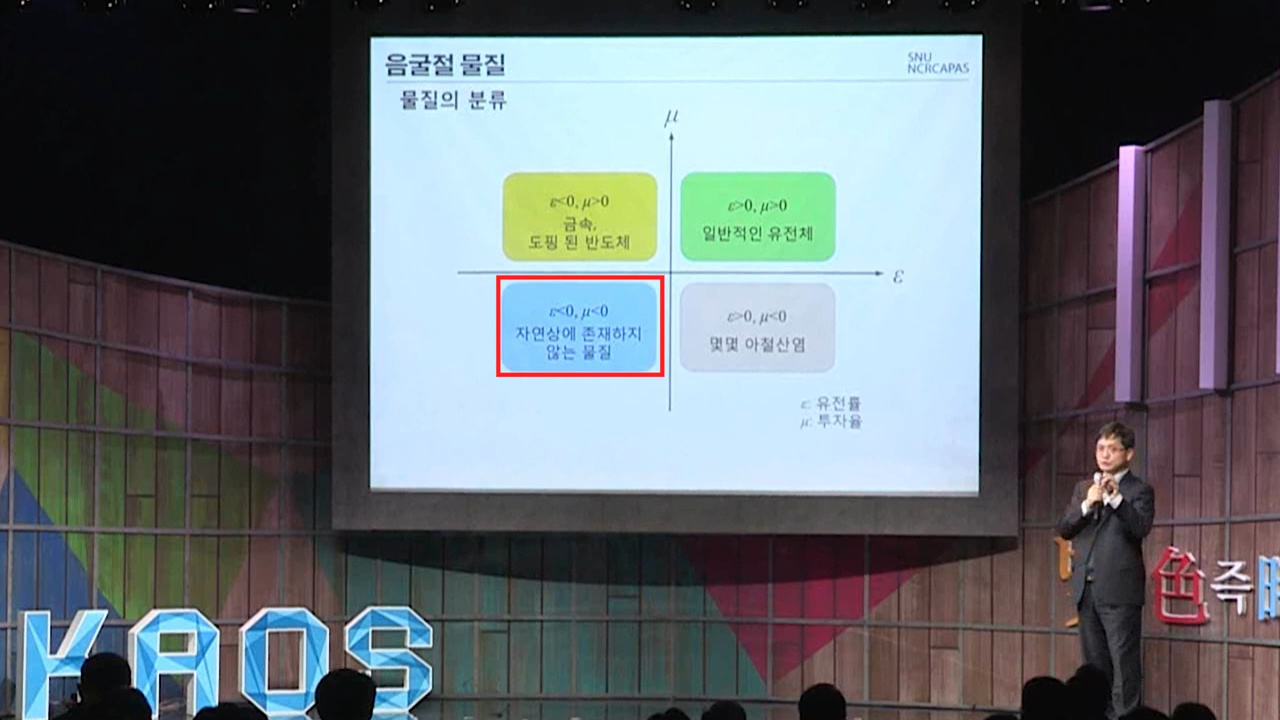 음굴절 물질
SNU
NCRCAPAS
물질의 분류
μ
ε<0, μ>0
금속,
도핑 된 반도체
ε>0, μ>0
일반적인 유전체
ε
ε<0, μ<0
자연상에 존재하지
않는 물질
ε>0, μ<0
몇몇 아철산염
ε: 유전률
μ: 투자율
色즉
KAOS